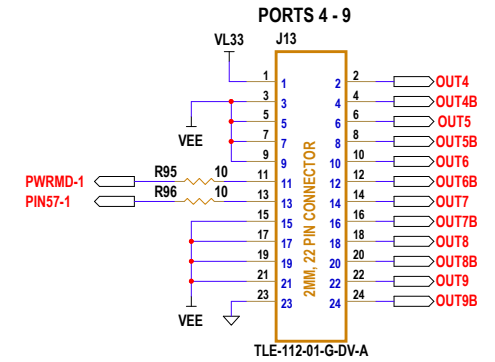 PORTS 4 - 9
VL33 J13
1 1 2 2 OUT4
3 3 4 4 OUT4B
5 5 6 6 OUT5
VEE 7 7 8 8 OUT5B
9 9 10 10 OUT6
PWRMD-1 R95 10 11 11 12 12 OUT6B
PIN57-1 R96 10 13 13 14 14 OUT7
15 15 16 16 OUT7B
17 17 18 18 OUT8
19 19 20 20 OUT8B
21 21 22 22 OUT9
VEE 23 23 24 24 OUT9B
2MM, 22 PIN CONNECTOR
TLE-112-01-G-DV-A